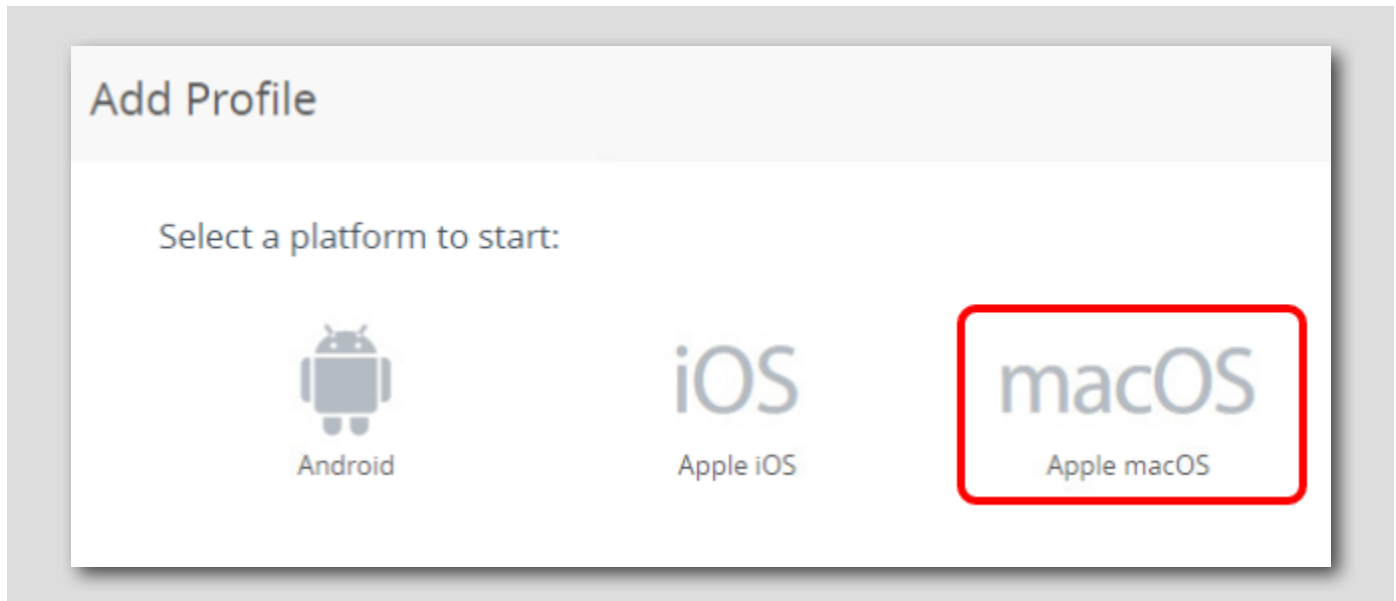 Add Profile
Select a platform to start:
iOS
macOS
Android
Apple iOS
Apple macOS